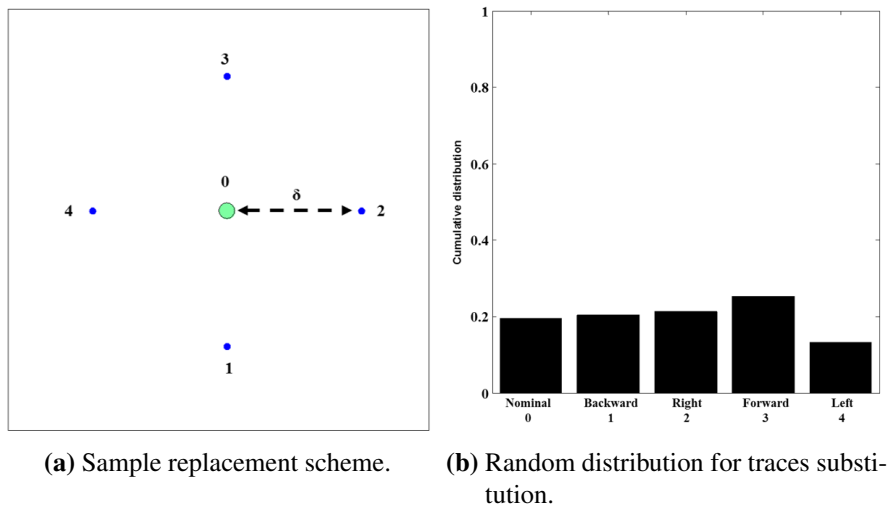 3
0
δ
4
2
1
(a) Sample replacement scheme.
Cumulative distribution
1
0.8
0.6
0.4
0.2
0
Nominal Backward Right Forward Left
0 1 2 3 4
(b) Random distribution for traces substi-
tution.